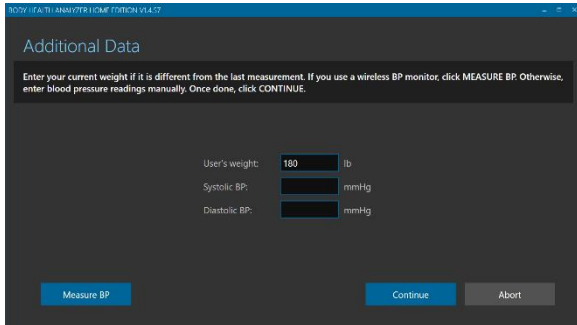 BODY HEALTH ANALYZER HOME EDITION V1.4.57
Additional Data
Enter your current weight if it is different from the last measurement. If you use a wireless BP monitor, click MEASURE BP. Otherwise,
enter blood pressure readings manually. Once done, click CONTINUE.
User's weight: 180 lb
Systolic BP: mmHg
Diastolic BP: mmHg
Measure BP Continue Abort